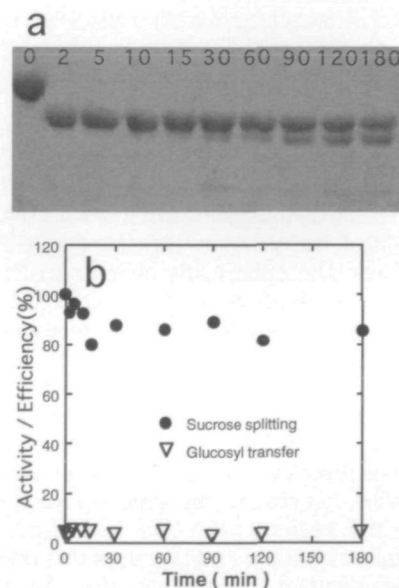 a
0 2 5 10 15 30 60 90 120 180
b
120
100
80
60
40
20
0
Activity / Efficiency(%)
Sucrose splitting
Glucosyl transfer
0 30 60 90 120 150 180
Time ( min )